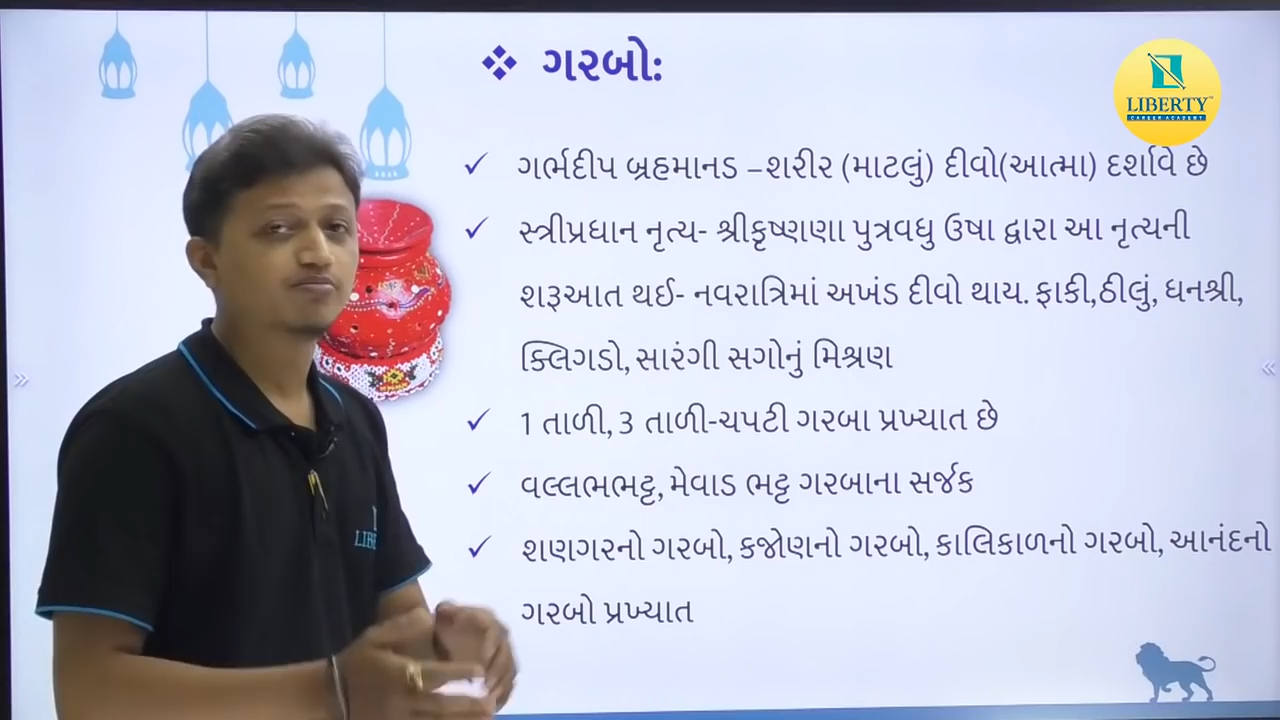 ❖ ગરબો:
LIBERTY
CAREER ACADEMY
✓ ગર્ભદીપ બ્રહમાનડ –શરીર (માટલું) દીવો(આત્મા) દર્શાવે છે
✓ સ્ત્રીપ્રધાન નૃત્ય- શ્રીકૃષ્ણણા પુત્રવધુ ઉષા દ્વારા આ નૃત્યની
શરૂઆત થઈ- નવરાત્રિમાં અખંડ દીવો થાય. ફાકી,ઠીલું, ધનશ્રી,
ક્લિગડો, સારંગી સગોનું મિશ્રણ
✓ 1 તાળી, 3 તાળી-ચપટી ગરબા પ્રખ્યાત છે
✓ વલ્લભભટ્ટ, મેવાડ ભટ્ટ ગરબાના સર્જક
✓ શણગરનો ગરબો, કજોણનો ગરબો, કાલિકાળનો ગરબો, આનંદનો
ગરબો પ્રખ્યાત